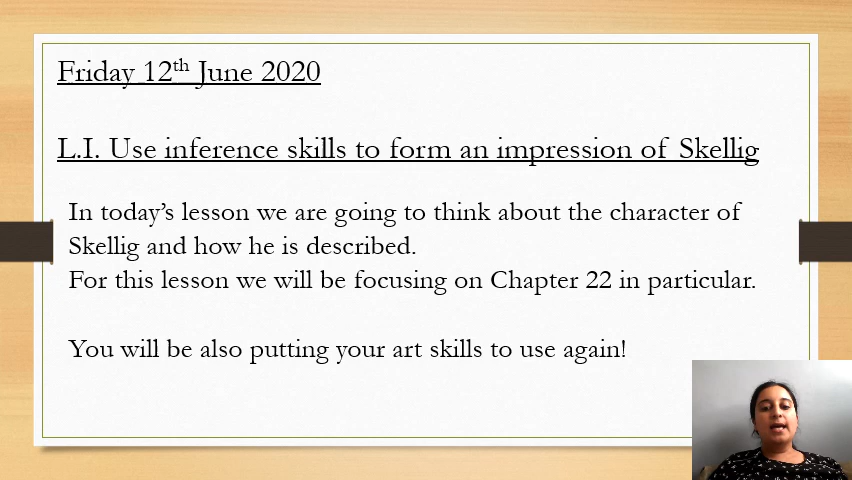 Friday 12th June 2020
L.I. Use inference skills to form an impression of Skellig
In today's lesson we are going to think about the character of
Skellig and how he is described.
For this lesson we will be focusing on Chapter 22 in particular.
You will be also putting your art skills to use again!